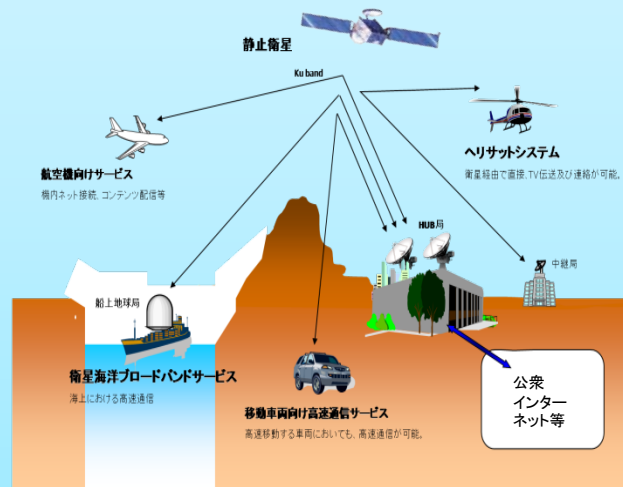 静止衛星
Ku band
航空機向けサービス
機内ネット接続、コンテンツ配信等
ヘリサットシステム
衛星経由で直接、TV伝送及び連絡が可能。
HUB局
中継局
船上地球局
衛星海洋ブロードバンドサービス
海上における高速通信
移動車両向け高速通信サービス
高速移動する車両においても、高速通信が可能。
公衆
インター
ネット等